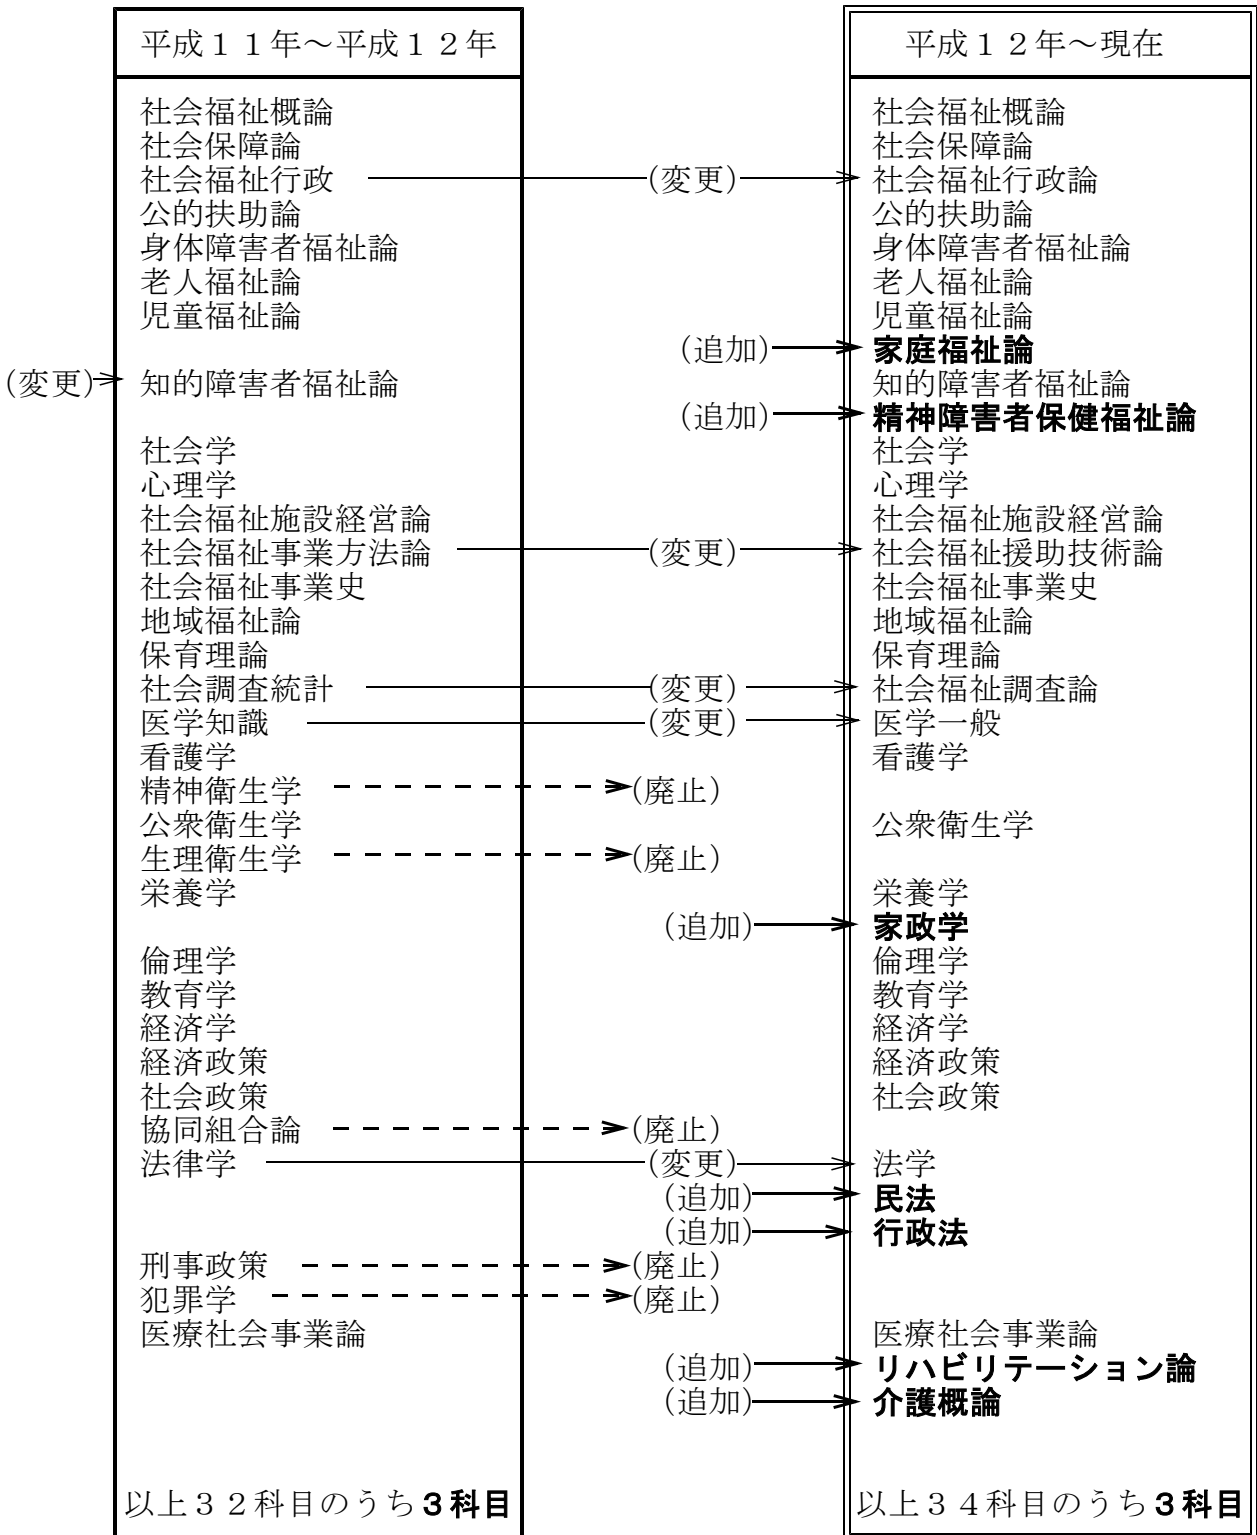 平成１１年～平成１２年
平成１２年～現在
社会福祉概論
社会福祉概論
社会保障論
社会保障論
社会福祉行政 (変更) 社会福祉行政論
公的扶助論
公的扶助論
身体障害者福祉論
身体障害者福祉論
老人福祉論
老人福祉論
児童福祉論
児童福祉論
(追加) 家庭福祉論
(変更) 知的障害者福祉論
知的障害者福祉論
(追加) 精神障害者保健福祉論
社会学
社会学
心理学
心理学
社会福祉施設経営論
社会福祉施設経営論
社会福祉事業方法論 (変更) 社会福祉援助技術論
社会福祉事業史
社会福祉事業史
地域福祉論
地域福祉論
保育理論
保育理論
社会調査統計 (変更) 社会福祉調査論
医学知識 (変更) 医学一般
看護学
看護学
精神衛生学 (廃止)
公衆衛生学
公衆衛生学
生理衛生学 (廃止)
栄養学
栄養学
(追加) 家政学
倫理学
倫理学
教育学
教育学
経済学
経済学
経済政策
経済政策
社会政策
社会政策
協同組合論 (廃止)
法律学 (変更) 法学
(追加) 民法
(追加) 行政法
刑事政策 (廃止)
犯罪学 (廃止)
医療社会事業論
医療社会事業論
(追加) リハビリテーション論
(追加) 介護概論
以上３２科目のうち３科目
以上３４科目のうち３科目